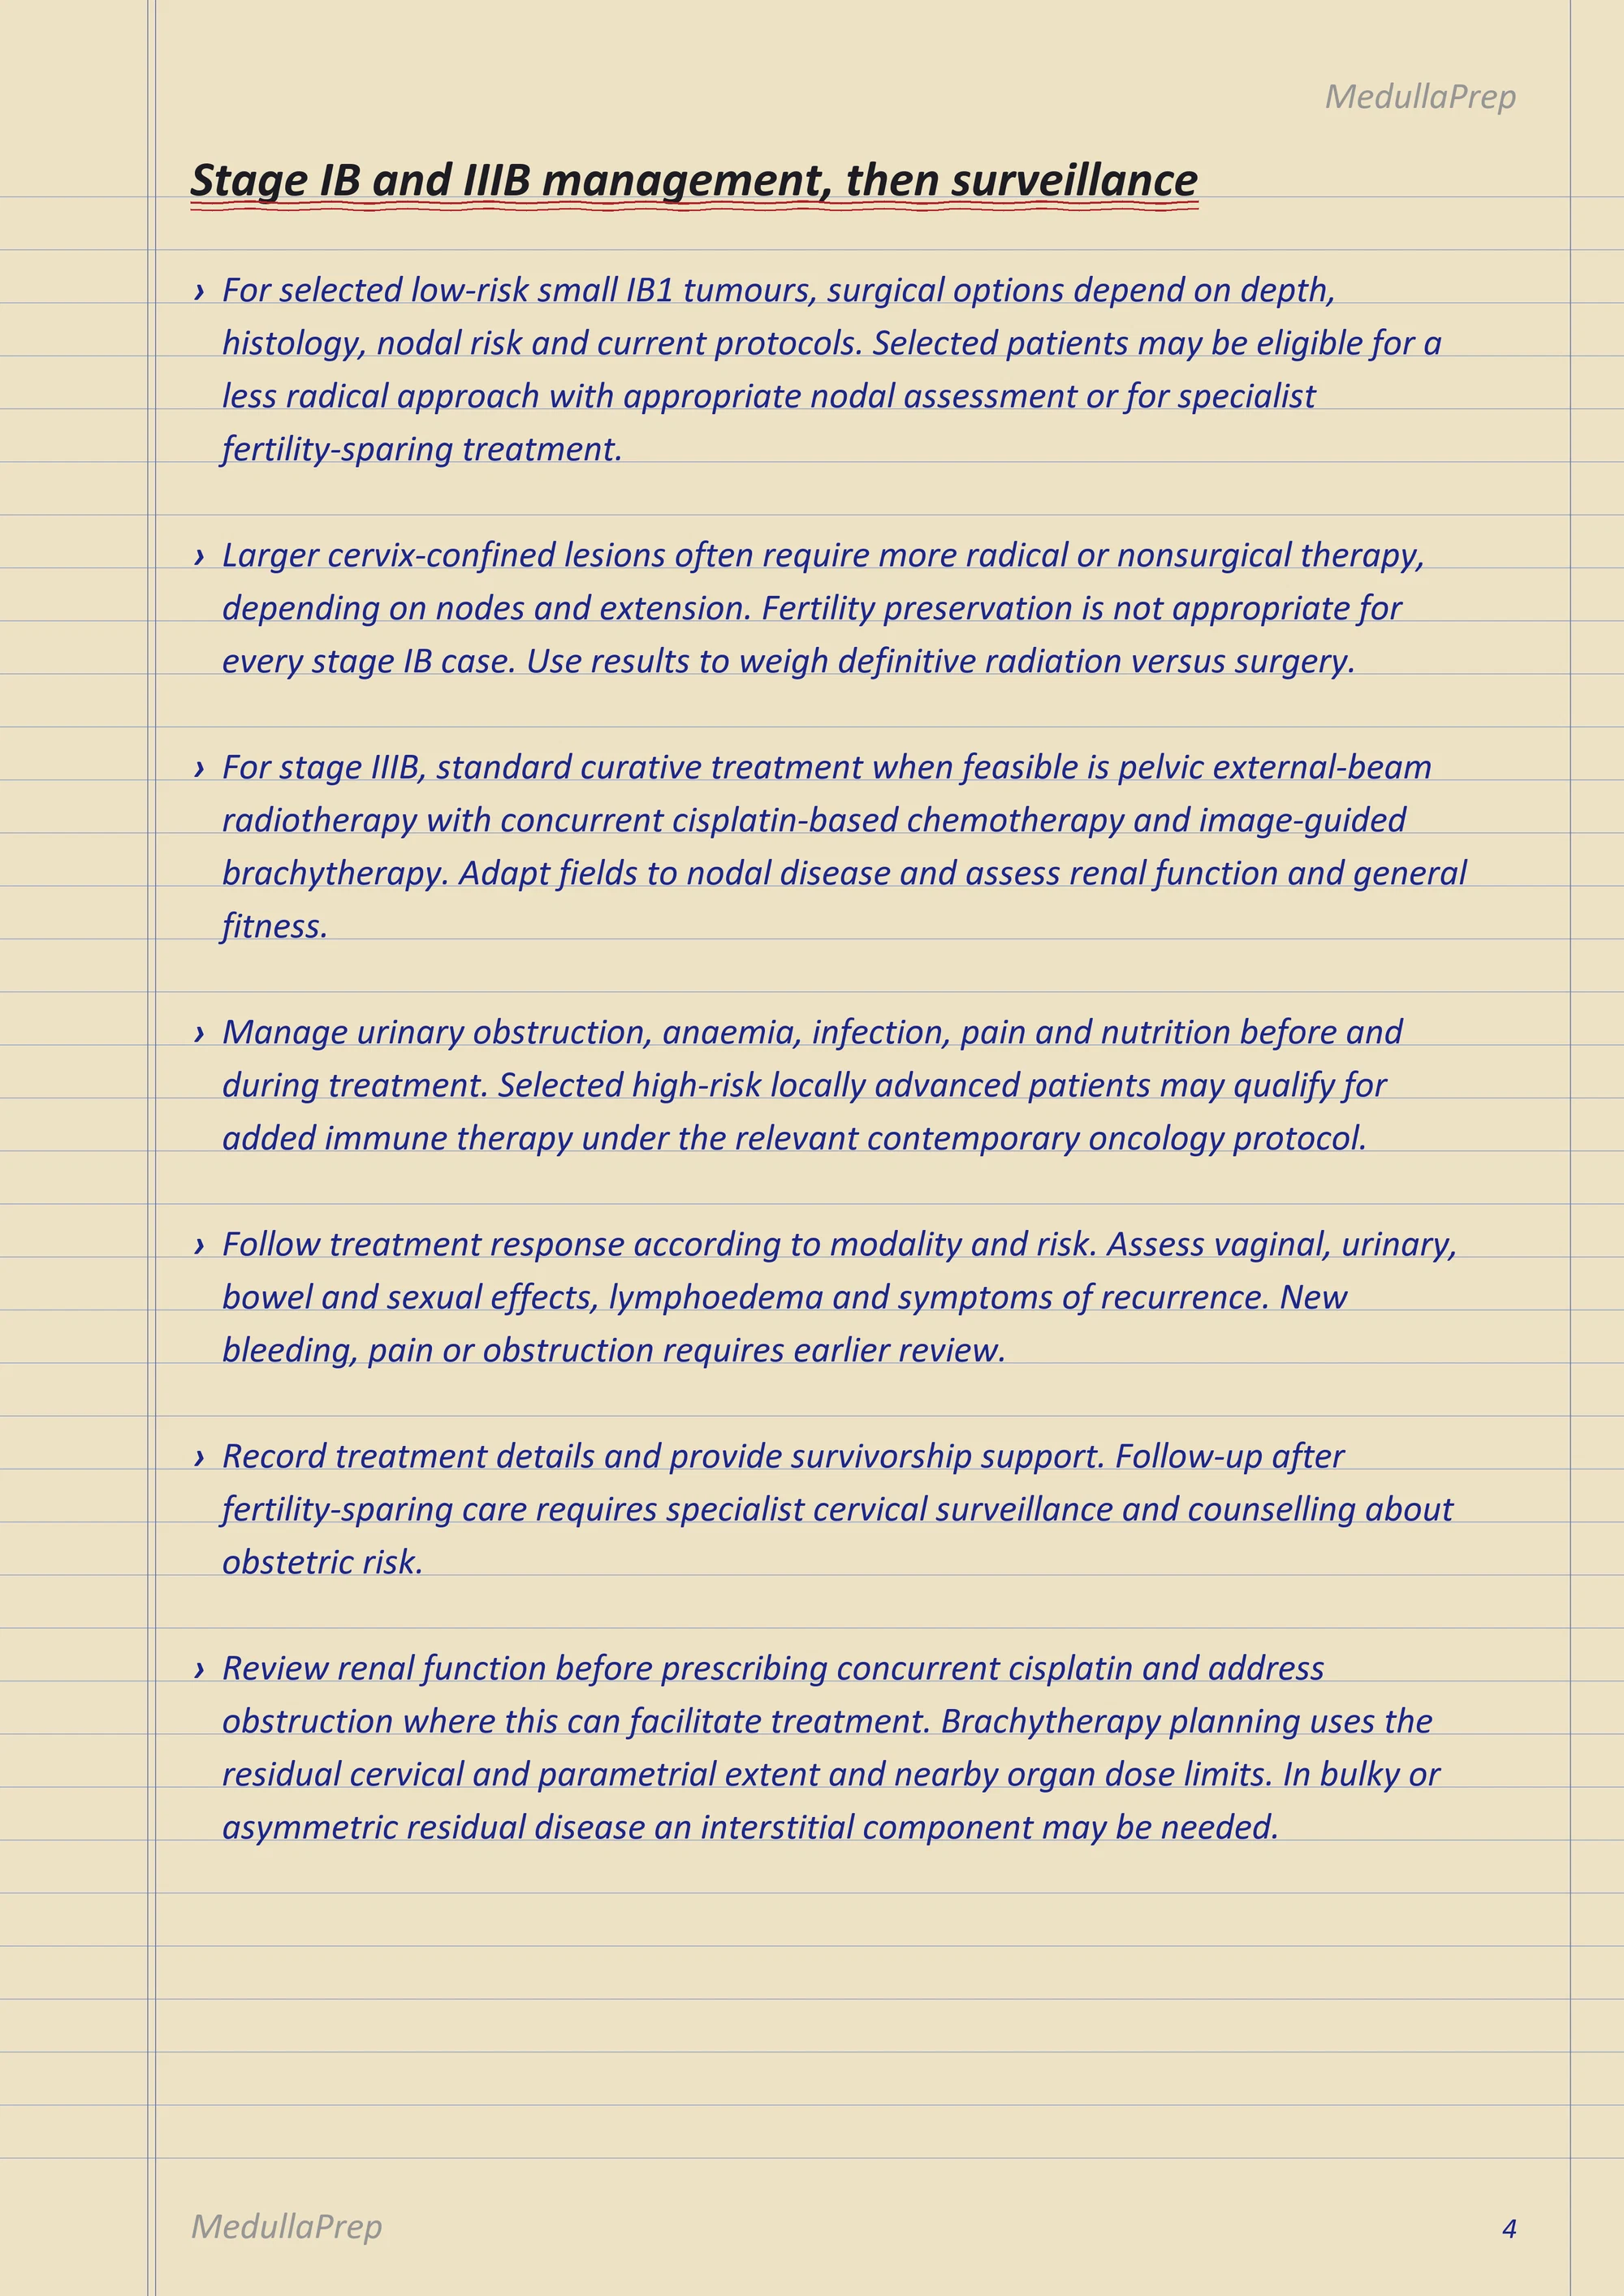 MedullaPrep
Stage IB and IIIB management, then surveillance
› For selected low-risk small IB1 tumours, surgical options depend on depth,
histology, nodal risk and current protocols. Selected patients may be eligible for a
less radical approach with appropriate nodal assessment or for specialist
fertility-sparing treatment.
› Larger cervix-confined lesions often require more radical or nonsurgical therapy,
depending on nodes and extension. Fertility preservation is not appropriate for
every stage IB case. Use results to weigh definitive radiation versus surgery.
› For stage IIIB, standard curative treatment when feasible is pelvic external-beam
radiotherapy with concurrent cisplatin-based chemotherapy and image-guided
brachytherapy. Adapt fields to nodal disease and assess renal function and general
fitness.
› Manage urinary obstruction, anaemia, infection, pain and nutrition before and
during treatment. Selected high-risk locally advanced patients may qualify for
added immune therapy under the relevant contemporary oncology protocol.
› Follow treatment response according to modality and risk. Assess vaginal, urinary,
bowel and sexual effects, lymphoedema and symptoms of recurrence. New
bleeding, pain or obstruction requires earlier review.
› Record treatment details and provide survivorship support. Follow-up after
fertility-sparing care requires specialist cervical surveillance and counselling about
obstetric risk.
› Review renal function before prescribing concurrent cisplatin and address
obstruction where this can facilitate treatment. Brachytherapy planning uses the
residual cervical and parametrial extent and nearby organ dose limits. In bulky or
asymmetric residual disease an interstitial component may be needed.
MedullaPrep
4